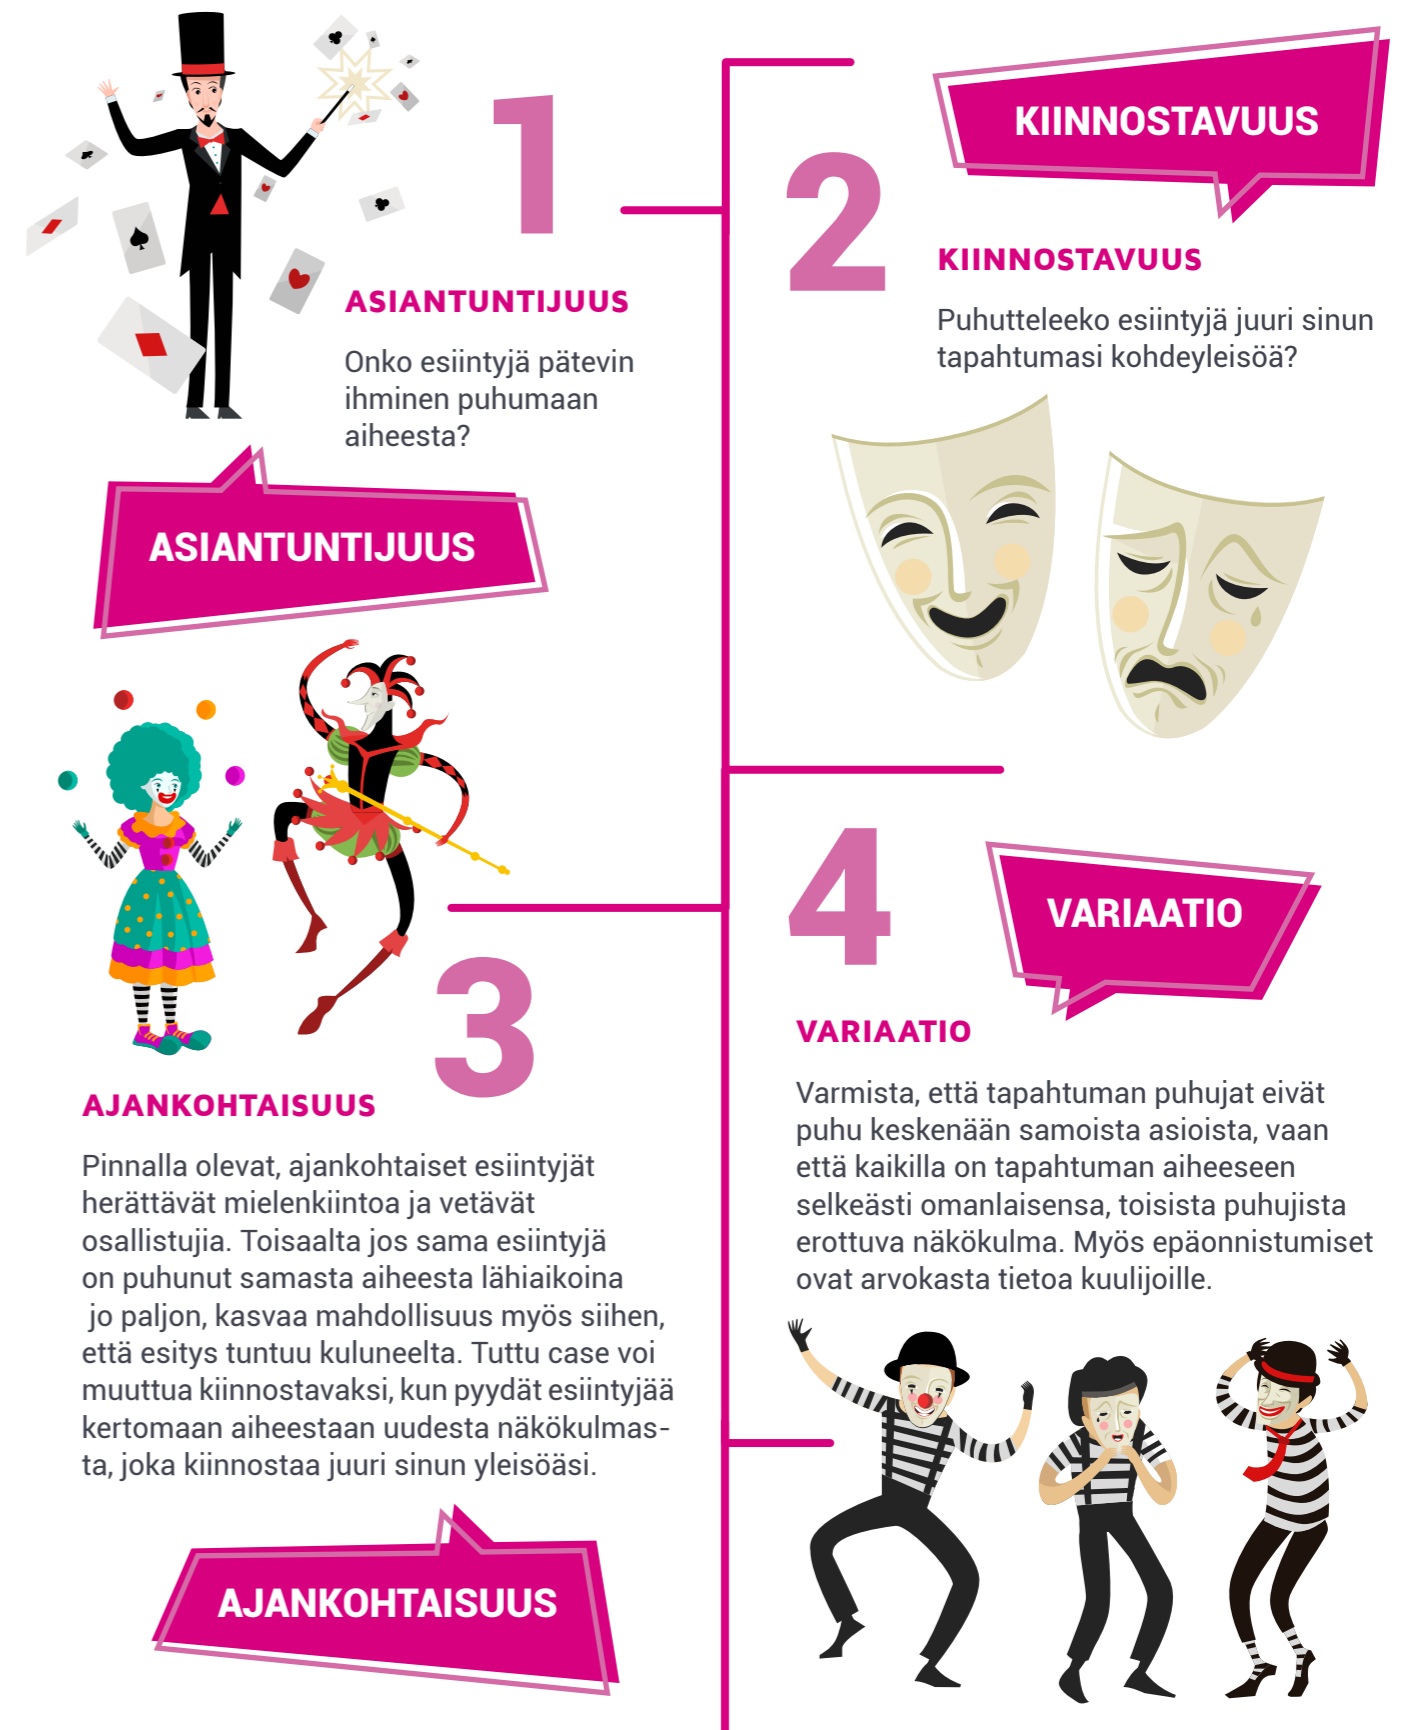 1
ASIANTUNTIJUUS
Onko esiintyjä pätevin
ihminen puhumaan
aiheesta?
ASIANTUNTIJUUS
KIINNOSTAVUUS
2
KIINNOSTAVUUS
Puhutteleeko esiintyjä juuri sinun
tapahtumasi kohdeyleisöä?
3
AJANKOHTAISUUS
Pinnalla olevat, ajankohtaiset esiintyjät
herättävät mielenkiintoa ja vetävät
osallistujia. Toisaalta jos sama esiintyjä
on puhunut samasta aiheesta lähiaikoina
jo paljon, kasvaa mahdollisuus myös siihen,
että esitys tuntuu kuluneelta. Tuttu case voi
muuttua kiinnostavaksi, kun pyydät esiintyjää
kertomaan aiheestaan uudesta näkökulmas-
ta, joka kiinnostaa juuri sinun yleisöäsi.
AJANKOHTAISUUS
4
VARIAATIO
VARIAATIO
Varmista, että tapahtuman puhujat eivät
puhu keskenään samoista asioista, vaan
että kaikilla on tapahtuman aiheeseen
selkeästi omanlaisensa, toisista puhujista
erottuva näkökulma. Myös epäonnistumiset
ovat arvokasta tietoa kuulijoille.